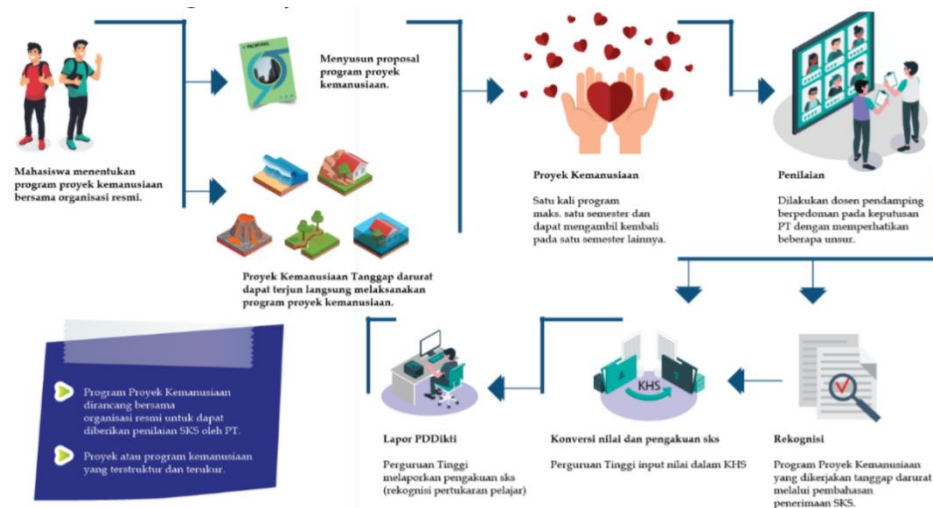 PROPOSAL
Menyusun proposal
program proyek
kemanusiaan.
Mahasiswa menentukan
program proyek kemanusiaan
bersama organisasi resmi.
Proyek Kemanusiaan Tanggap darurat
dapat terjun langsung melaksanakan
program proyek kemanusiaan.
Proyek Kemanusiaan
Satu kali program
maks. satu semester dan
dapat mengambil kembali
pada satu semester lainnya.
Penilaian
Dilakukan dosen pendamping
berpedoman pada keputusan
PT dengan memperhatikan
beberapa unsur.
Program Proyek Kemanusiaan
dirancang bersama
organisasi resmi untuk dapat
diberikan penilaian SKS oleh PT.
Proyek atau program kemanusiaan
yang terstruktur dan terukur.
Lapor PDDikti
Perguruan Tinggi
melaporkan pengakuan sks
(rekognisi pertukaran pelajar)
KHS
Konversi nilai dan pengakuan sks
Perguruan Tinggi input nilai dalam KHS
Rekognisi
Program Proyek Kemanusiaan
yang dikerjakan tanggap darurat
melalui pembahasan
penerimaan SKS.